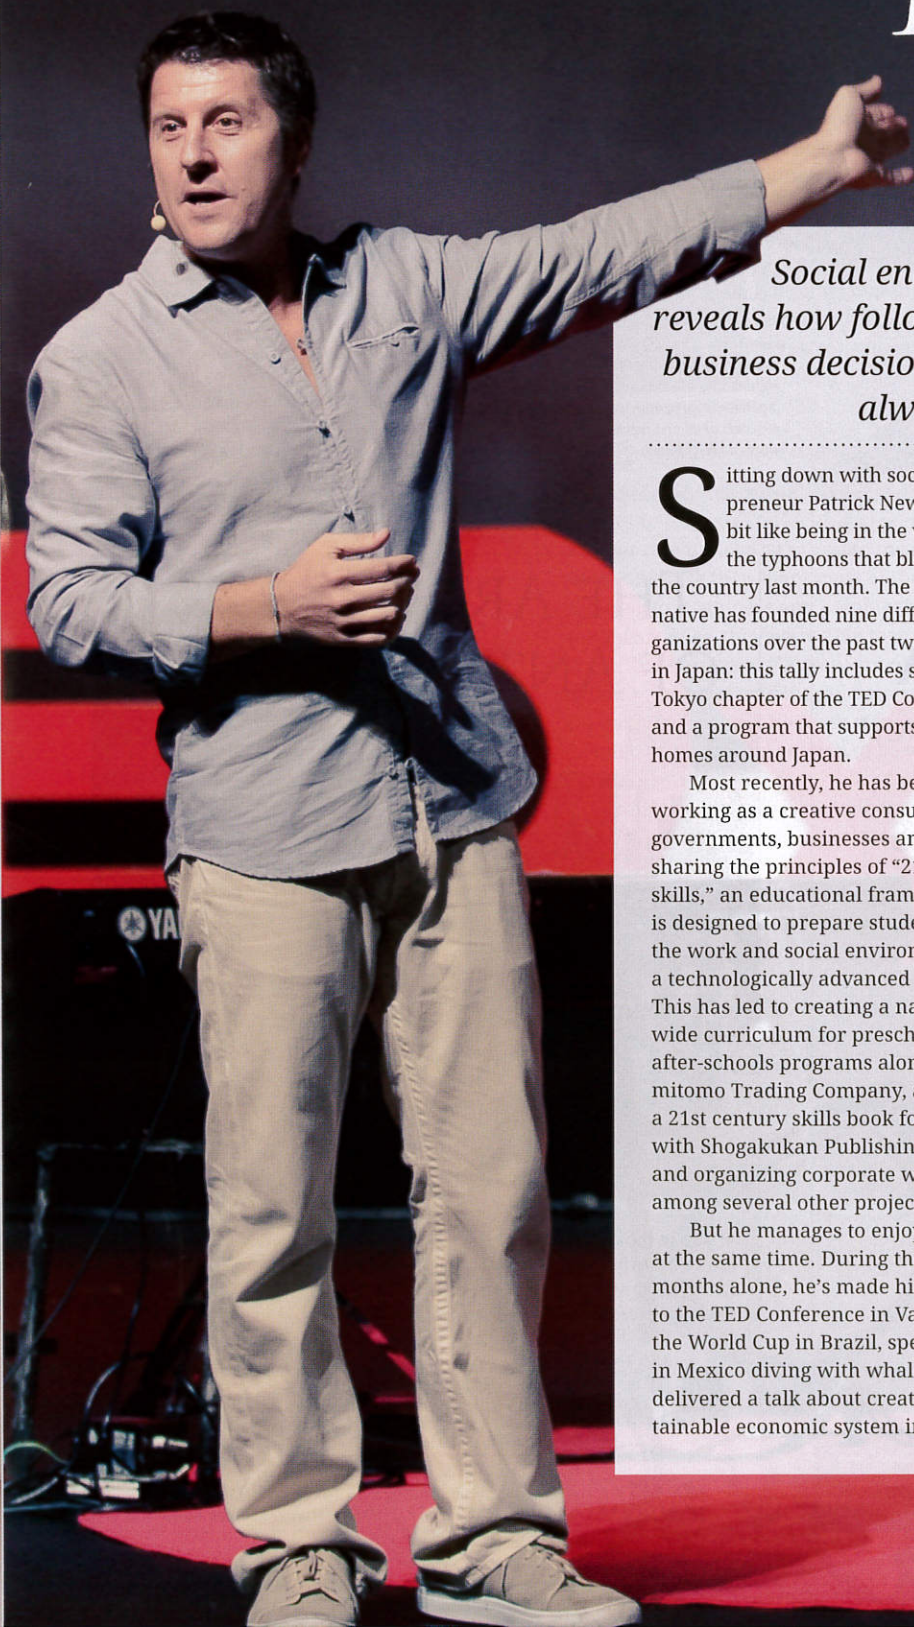 Social en
reveals how follo
business decisio
alw
Sitting down with soc
preneur Patrick New
bit like being in the
the typhoons that bl
the country last month. The
native has founded nine diff
ganizations over the past tw
in Japan: this tally includes s
Tokyo chapter of the TED Co
and a program that supports
homes around Japan.
Most recently, he has be
working as a creative consu
governments, businesses an
sharing the principles of “2
skills,” an educational fram
is designed to prepare stude
the work and social environ
a technologically advanced
This has led to creating a na
wide curriculum for presch
after-schools programs alon
mitomo Trading Company,
a 21st century skills book fo
with Shogakukan Publishin
and organizing corporate w
among several other projec
But he manages to enjoy
at the same time. During th
months alone, he’s made hi
to the TED Conference in Va
the World Cup in Brazil, spe
in Mexico diving with whal
delivered a talk about creat
tainable economic system i
YA